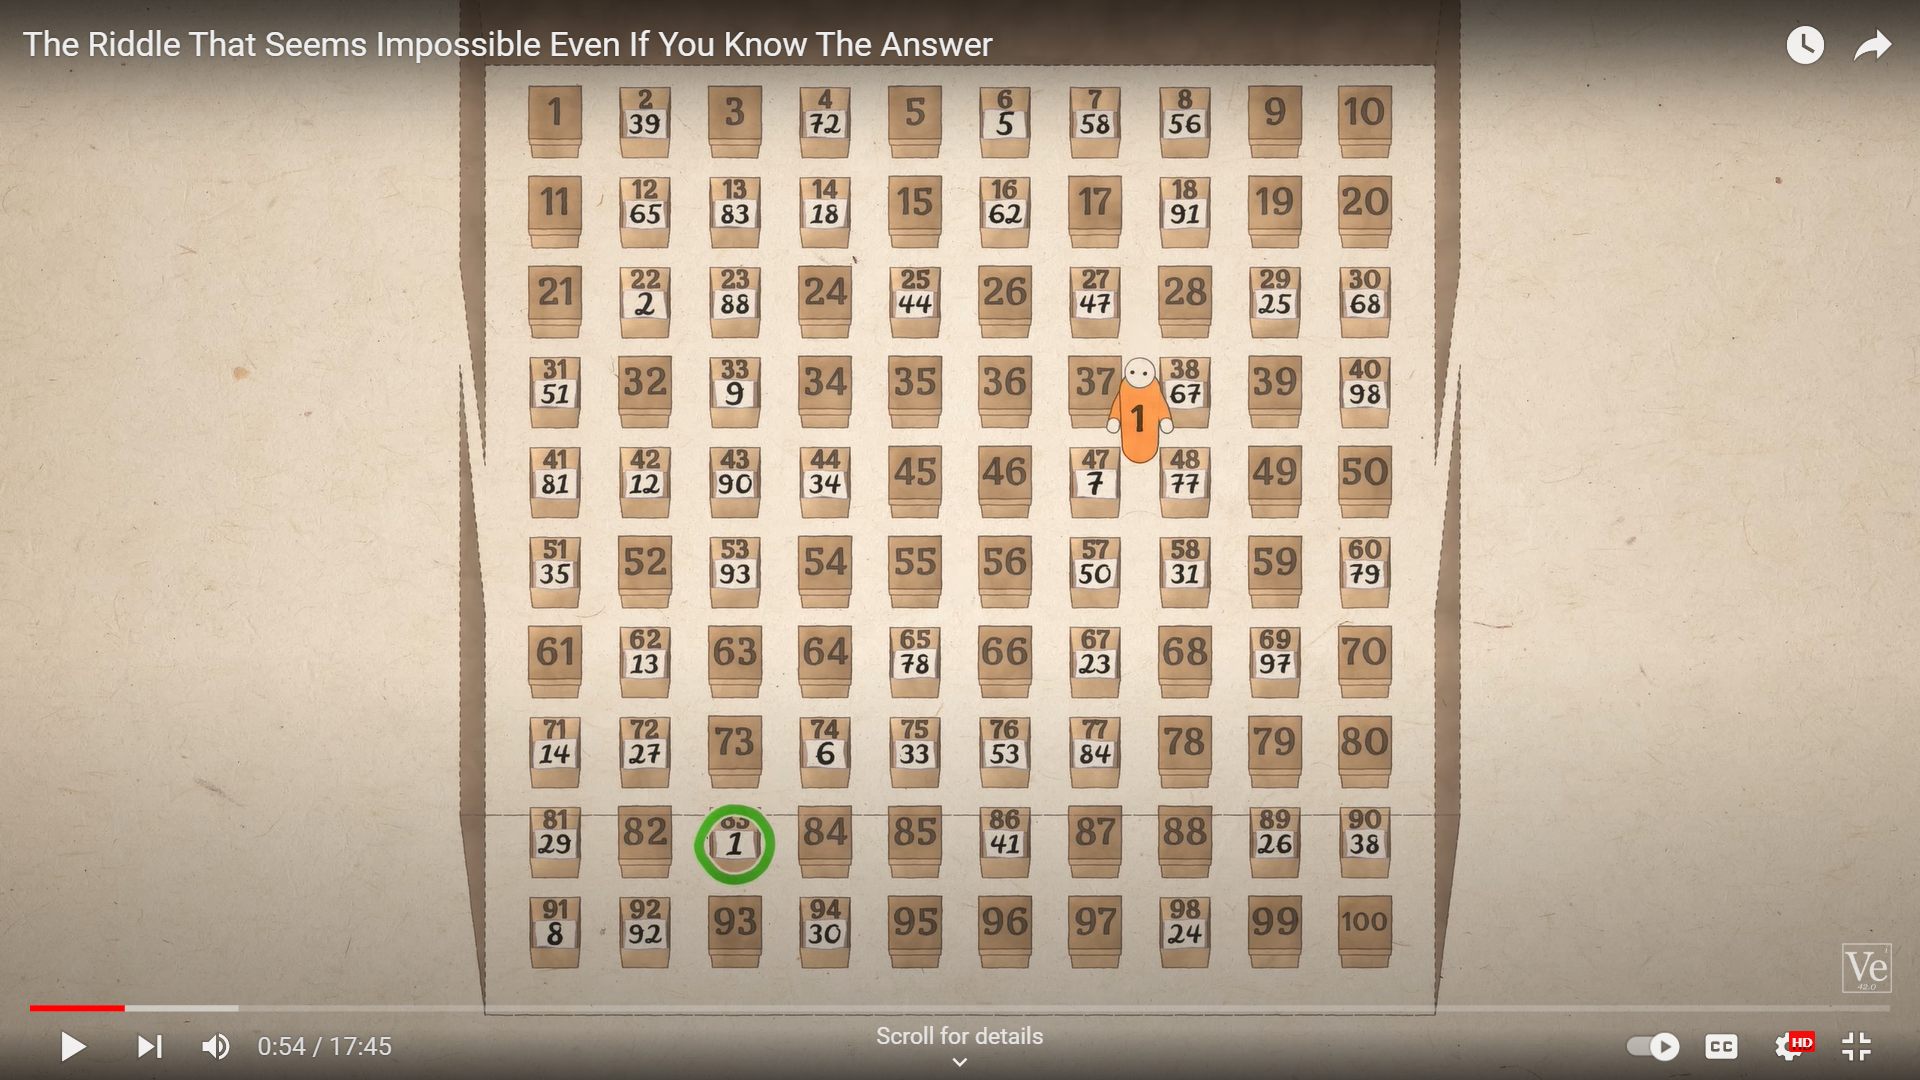 The Riddle That Seems Impossible Even If You Know The Answer
1 2 3 4 5 6 7 8 9 10
39 72 5 58 56
11 12 13 14 15 16 17 18 19 20
65 83 18 62 91
21 22 23 24 25 26 27 28 29 30
2 88 44 47 25 68
31 32 33 34 35 36 37 38 39 40
51 9 67 98
1
41 42 43 44 45 46 47 48 49 50
81 12 90 34 7 77
51 52 53 54 55 56 57 58 59 60
35 93 50 31 79
61 62 63 64 65 66 67 68 69 70
13 78 23 97
71 72 73 74 75 76 77 78 79 80
14 27 6 33 53 84
81 82 83 84 85 86 87 88 89 90
29 1 41 26 38
91 92 93 94 95 96 97 98 99 100
8 92 30 24
Ve
42.0
0:54 / 17:45
Scroll for details
CC
HD